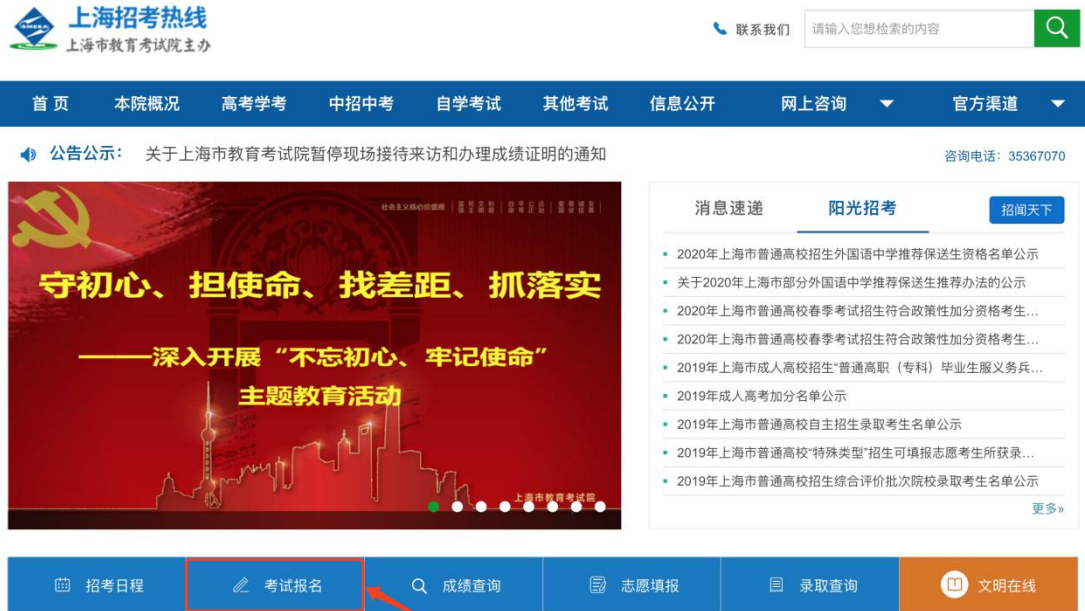 上海招考热线
上海市教育考试院主办
联系我们
请输入您想检索的内容
首 页 本院概况 高考学考 中招中考 自学考试 其他考试 信息公开 网上咨询 官方渠道
公告公示： 关于上海市教育考试院暂停现场接待来访和办理成绩证明的通知
咨询电话：35367070
社会主义核心价值观
守初心、担使命、找差距、抓落实
——深入开展“不忘初心、牢记使命”
主题教育活动
上海市教育考试院
消息速递 阳光招考 招闻天下
2020年上海市普通高校招生外国语中学推荐保送生资格名单公示
关于2020年上海市部分外国语中学推荐保送生推荐办法的公示
2020年上海市普通高校春季考试招生符合政策性加分资格考生...
2020年上海市普通高校春季考试招生符合政策性加分资格考生...
2019年上海市成人高校招生“普通高职（专科）毕业生服义务兵...
2019年成人高考加分名单公示
2019年上海市普通高校自主招生录取考生名单公示
2019年上海市普通高校“特殊类型”招生可填报志愿考生所获录...
2019年上海市普通高校招生综合评价批次院校录取考生名单公示
更多»
招考日程 考试报名 成绩查询 志愿填报 录取查询 文明在线